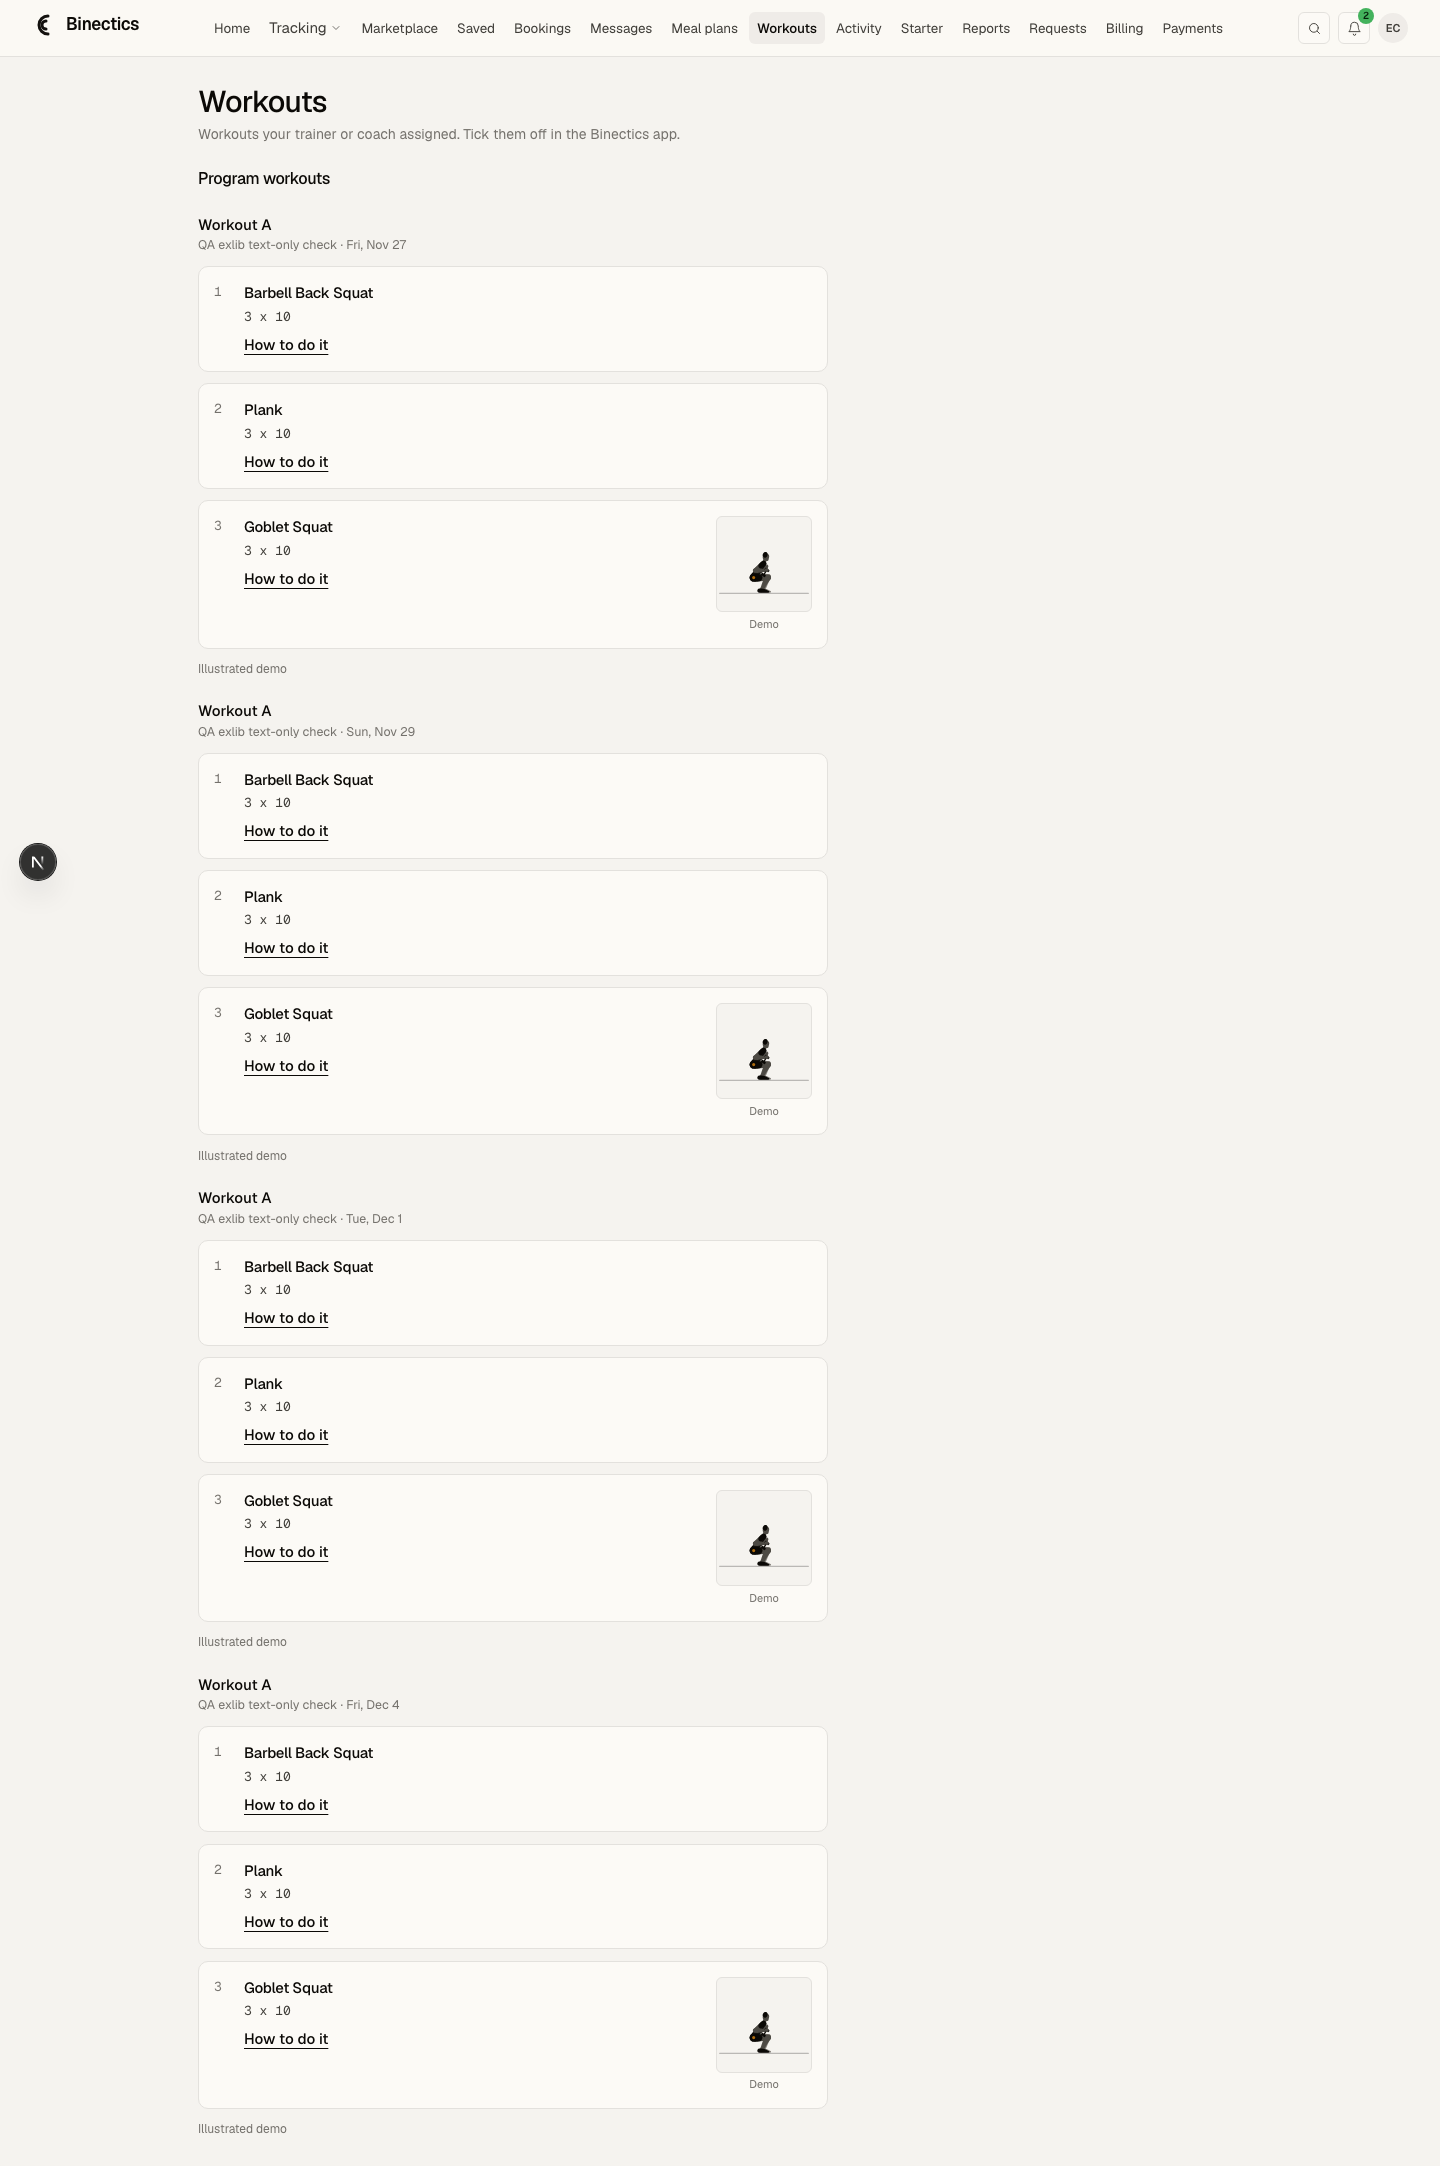 Binectics
Home Tracking Marketplace Saved Bookings Messages Meal plans Workouts Activity Starter Reports Requests Billing Payments
2
EC
Workouts
Workouts your trainer or coach assigned. Tick them off in the Binectics app.
Program workouts
Workout A
QA exlib text-only check · Fri, Nov 27
1 Barbell Back Squat
3 x 10
How to do it
2 Plank
3 x 10
How to do it
3 Goblet Squat
3 x 10
How to do it
Demo
Illustrated demo
Workout A
QA exlib text-only check · Sun, Nov 29
1 Barbell Back Squat
3 x 10
How to do it
2 Plank
3 x 10
How to do it
3 Goblet Squat
3 x 10
How to do it
Demo
Illustrated demo
Workout A
QA exlib text-only check · Tue, Dec 1
1 Barbell Back Squat
3 x 10
How to do it
2 Plank
3 x 10
How to do it
3 Goblet Squat
3 x 10
How to do it
Demo
Illustrated demo
Workout A
QA exlib text-only check · Fri, Dec 4
1 Barbell Back Squat
3 x 10
How to do it
2 Plank
3 x 10
How to do it
3 Goblet Squat
3 x 10
How to do it
Demo
Illustrated demo
N